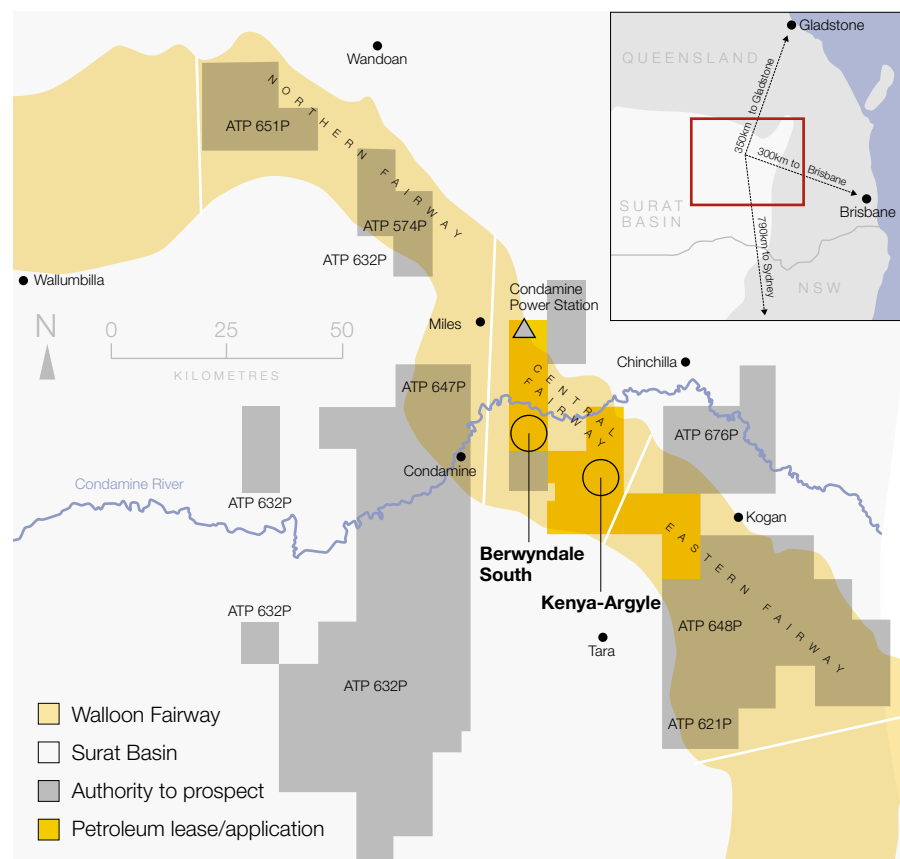 Gladstone
QUEENSLAND
350km to Gladstone
300km to Brisbane
Brisbane
SURAT
BASIN
790km to Sydney
NSW
Wandoan
NORTHERN FAIRWAY
ATP 651P
ATP 574P
ATP 632P
Wallumbilla
N
0 25 50
KILOMETRES
Miles
Condamine
Power Station
Chinchilla
CENTRAL
FAIRWAY
ATP 647P
ATP 676P
Condamine
Condamine River
ATP 632P
Kogan
EASTERN FAIRWAY
Berwyndale
South
Kenya-Argyle
ATP 632P
ATP 648P
Tara
ATP 632P
ATP 621P
Walloon Fairway
Surat Basin
Authority to prospect
Petroleum lease/application